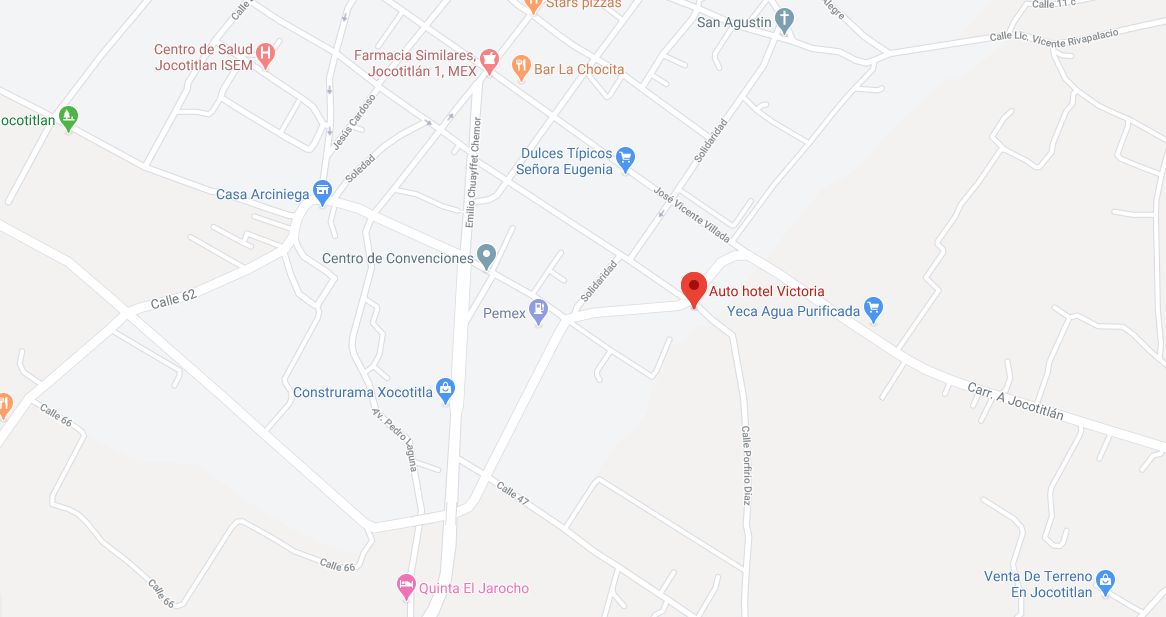 Stars pizzas
Calle
Calle 11 c
San Agustin
Calle Lic. Vicente Rivapalacio
Centro de Salud
Jocotitlan ISEM
Farmacia Similares,
Jocotitlán 1, MEX
Bar La Chocita
ocotitlan
Jesús Cardoso
Soledad
Emilio Chuayffet Chemor
Solidaridad
Dulces Típicos
Señora Eugenia
José Vicente Villada
Casa Arciniega
Centro de Convenciones
Solidaridad
Calle 62
Pemex
Auto hotel Victoria
Yeca Agua Purificada
Construrama Xocotitla
Carr. A Jocotitlán
Calle 66
Av. Pedro Laguna
Calle Porfirio Díaz
Calle 47
Calle 66
Calle 66
Quinta El Jarocho
Venta De Terreno
En Jocotitlan